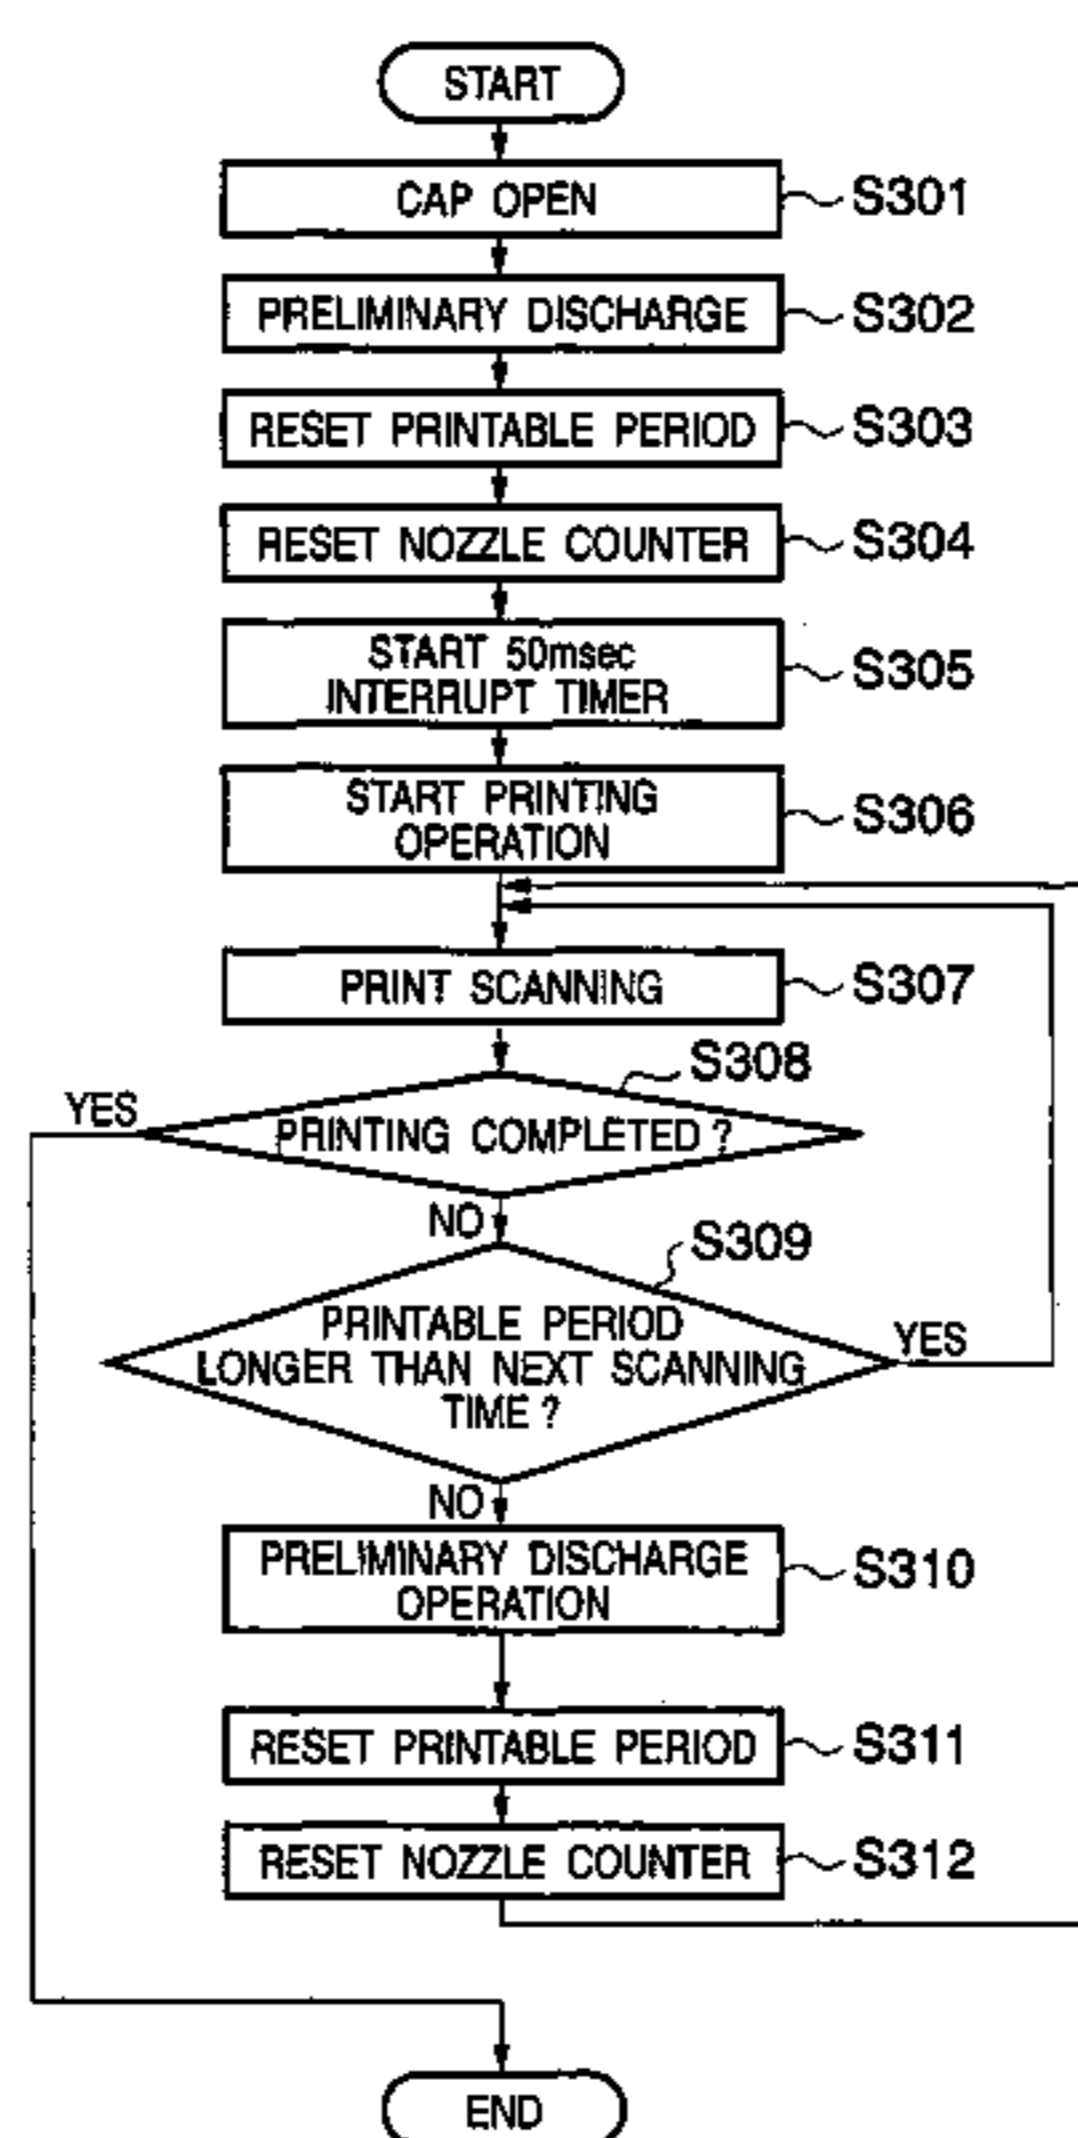 START
CAP OPEN
S301
PRELIMINARY DISCHARGE
S302
RESET PRINTABLE PERIOD
S303
RESET NOZZLE COUNTER
S304
START 50msec
INTERRUPT TIMER
S305
START PRINTING
OPERATION
S306
PRINT SCANNING
S307
S308
YES
PRINTING COMPLETED ?
NO
S309
PRINTABLE PERIOD
LONGER THAN NEXT SCANNING
TIME ?
YES
NO
PRELIMINARY DISCHARGE
OPERATION
S310
RESET PRINTABLE PERIOD
S311
RESET NOZZLE COUNTER
S312
END